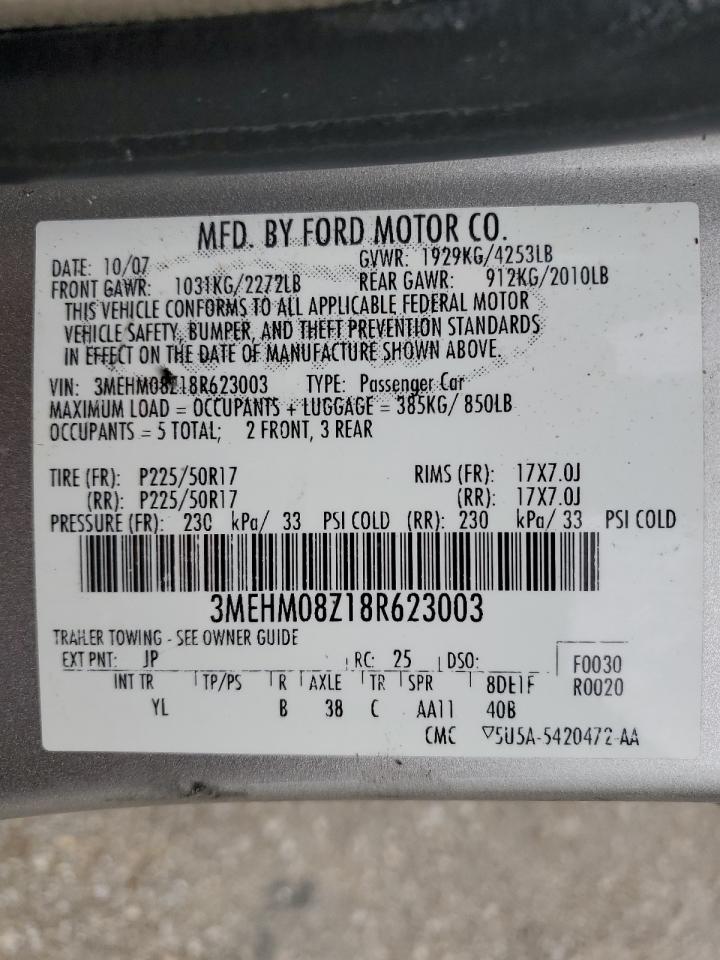 MFD. BY FORD MOTOR CO.
DATE: 10/07 GVWR: 1929KG/4253LB
FRONT GAWR: 1031KG/2272LB REAR GAWR: 912KG/2010LB
THIS VEHICLE CONFORMS TO ALL APPLICABLE FEDERAL MOTOR
VEHICLE SAFETY, BUMPER, AND THEFT PREVENTION STANDARDS
IN EFFECT ON THE DATE OF MANUFACTURE SHOWN ABOVE.
VIN: 3MEHM08Z18R623003 TYPE: Passenger Car
MAXIMUM LOAD = OCCUPANTS + LUGGAGE = 385KG/ 850LB
OCCUPANTS = 5 TOTAL; 2 FRONT, 3 REAR
TIRE (FR): P225/50R17 RIMS (FR): 17X7.0J
(RR): P225/50R17 (RR): 17X7.0J
PRESSURE (FR): 230 kPa/ 33 PSI COLD (RR): 230 kPa/ 33 PSI COLD
3MEHM08Z18R623003
TRAILER TOWING - SEE OWNER GUIDE
EXT PNT: JP RC: 25 DSO: F0030
INT TR TP/PS R AXLE TR SPR 8DE1F R0020
YL B 38 C AA11 40B
CMC ▽5U5A-5420472-AA